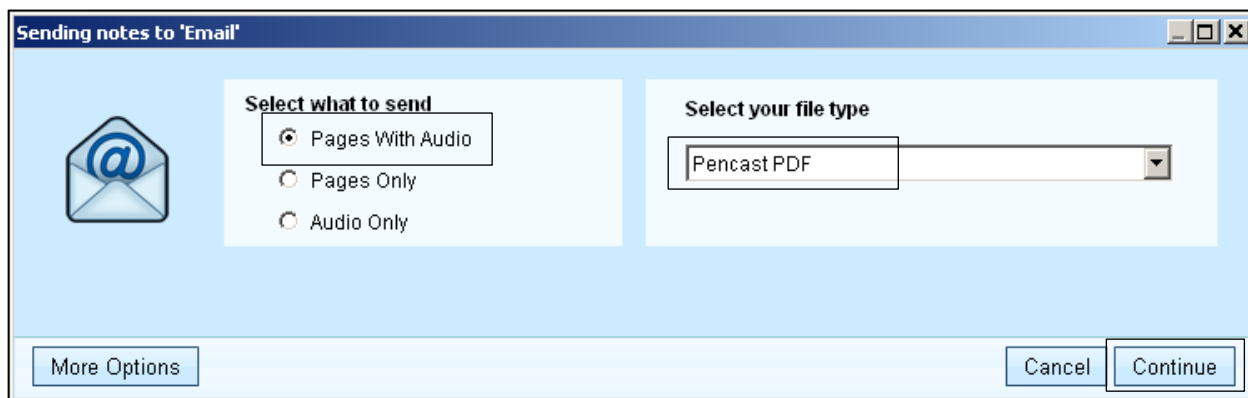 Sending notes to 'Email'
Select what to send
Pages With Audio
Pages Only
Audio Only
Select your file type
Pencast PDF
More Options
Cancel
Continue